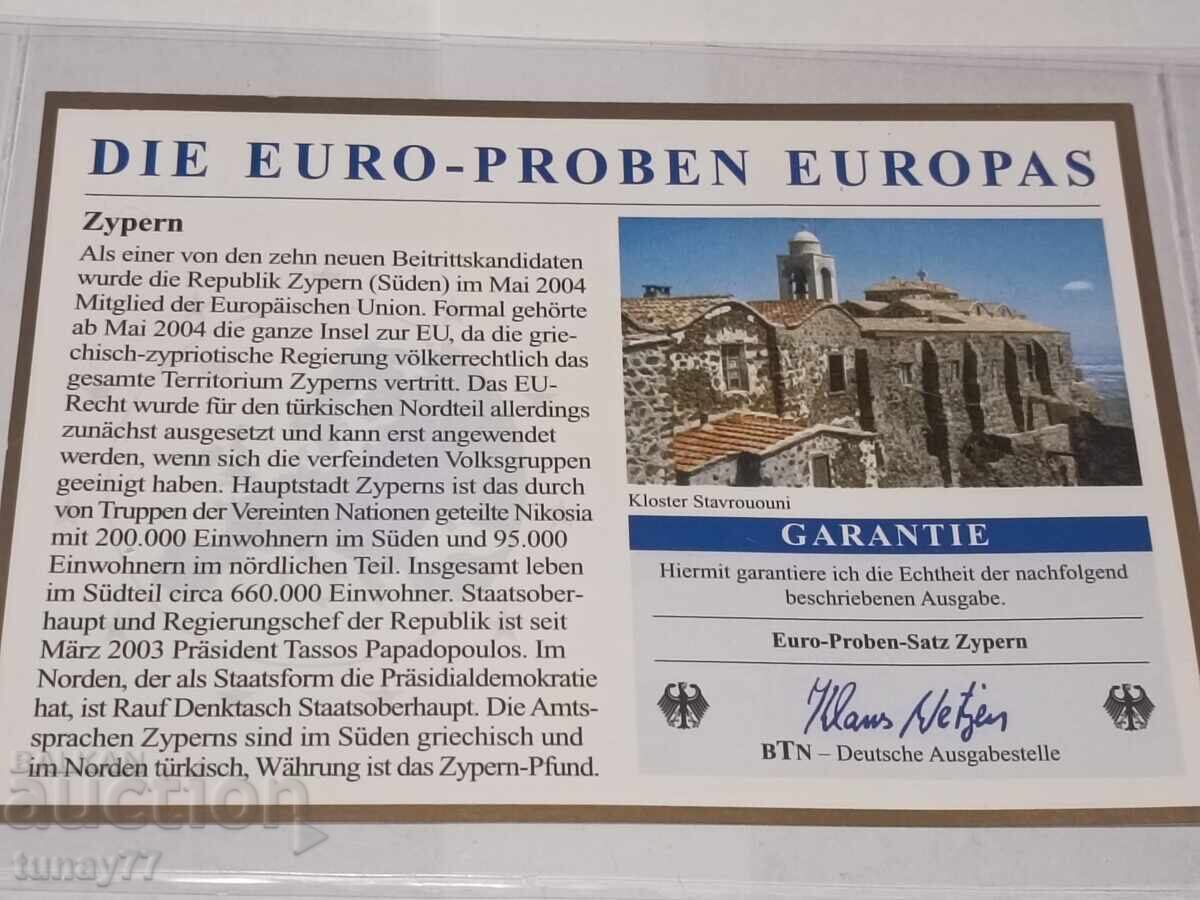 DIE EURO-PROBEN EUROPAS
Zypern
Als einer von den zehn neuen Beitrittskandidaten
wurde die Republik Zypern (Süden) im Mai 2004
Mitglied der Europäischen Union. Formal gehörte
ab Mai 2004 die ganze Insel zur EU, da die grie-
chisch-zypriotische Regierung völkerrechtlich das
gesamte Territorium Zyperns vertritt. Das EU-
Recht wurde für den türkischen Nordteil allerdings
zunächst ausgesetzt und kann erst angewendet
werden, wenn sich die verfeindeten Volksgruppen
geeinigt haben. Hauptstadt Zyperns ist das durch
von Truppen der Vereinten Nationen geteilte Nikosia
mit 200.000 Einwohnern im Süden und 95.000
Einwohnern im nördlichen Teil. Insgesamt leben
im Südteil circa 660.000 Einwohner. Staatsober-
haupt und Regierungschef der Republik ist seit
März 2003 Präsident Tassos Papadopoulos. Im
Norden, der als Staatsform die Präsidialdemokratie
hat, ist Rauf Denktasch Staatsoberhaupt. Die Amts-
sprachen Zyperns sind im Süden griechisch und
im Norden türkisch, Währung ist das Zypern-Pfund.
Kloster Stavrououni
GARANTIE
Hiermit garantiere ich die Echtheit der nachfolgend
beschriebenen Ausgabe.
Euro-Proben-Satz Zypern
Klaus Netzen
BTN – Deutsche Ausgabestelle
BALKAN
auction
tunay77